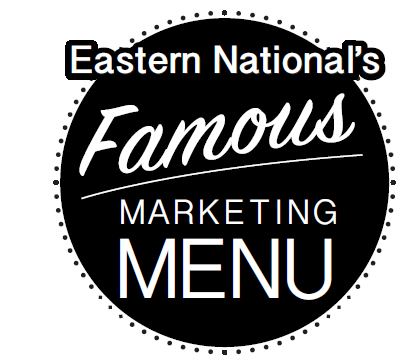 Eastern National's
Famous
MARKETING
MENU